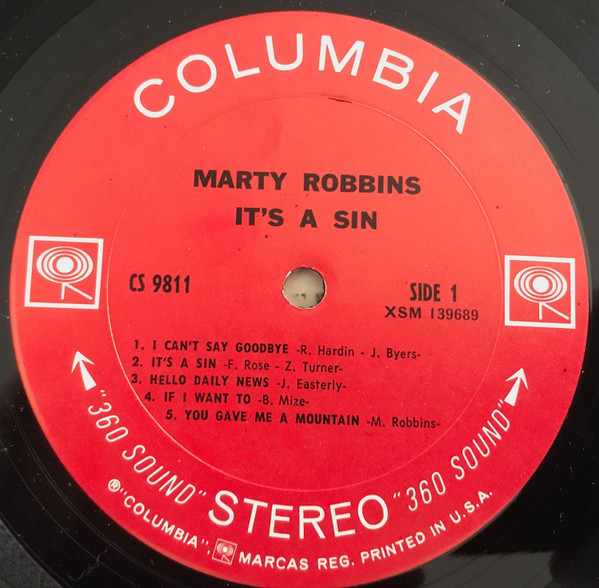 COLUMBIA
MARTY ROBBINS
IT'S A SIN
CS 9811
SIDE 1
XSM 139689
1. I CAN'T SAY GOODBYE -R. Hardin - J. Byers-
2. IT'S A SIN -F. Rose - Z. Turner-
3. HELLO DAILY NEWS -J. Easterly-
4. IF I WANT TO -B. Mize-
5. YOU GAVE ME A MOUNTAIN -M. Robbins-
"360 SOUND" STEREO "360 SOUND"
®"COLUMBIA", MARCAS REG. PRINTED IN U.S.A.